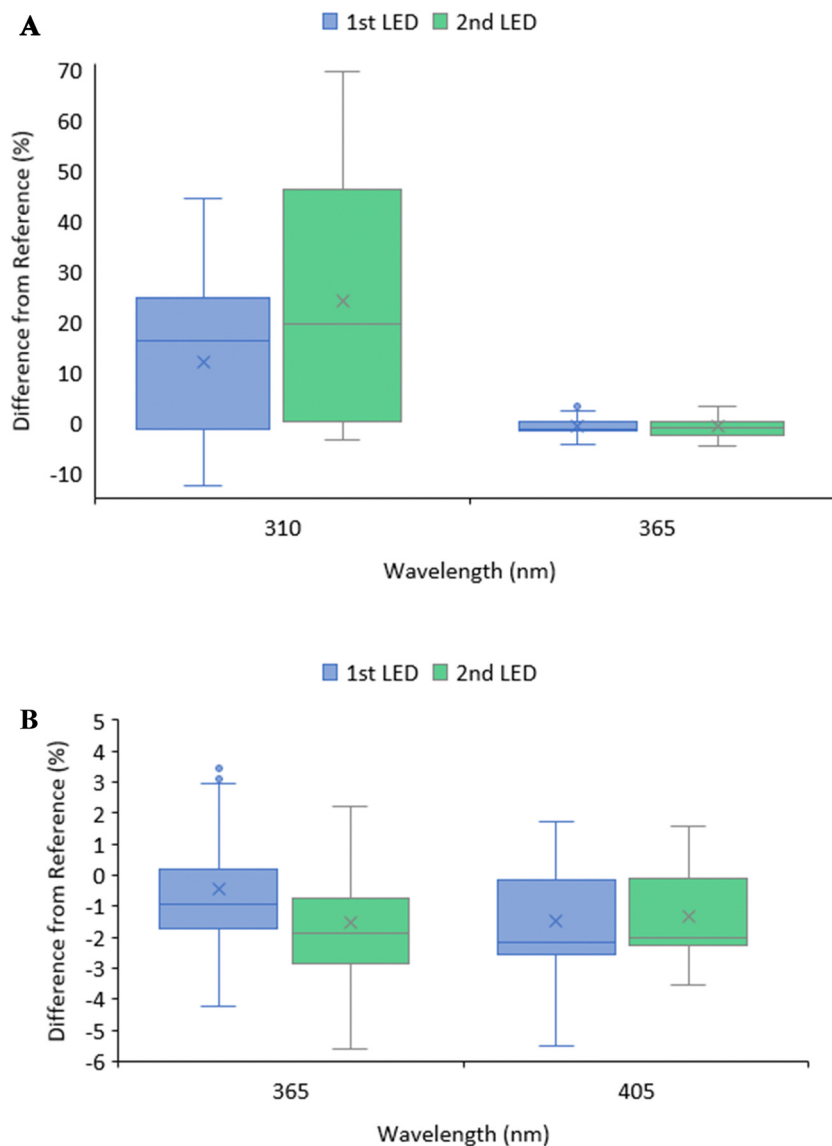 A
1st LED 2nd LED
Difference from Reference (%)
70
60
50
40
30
20
10
0
-10
310 365
Wavelength (nm)
1st LED 2nd LED
B
Difference from Reference (%)
5
4
3
2
1
0
-1
-2
-3
-4
-5
-6
365 405
Wavelength (nm)